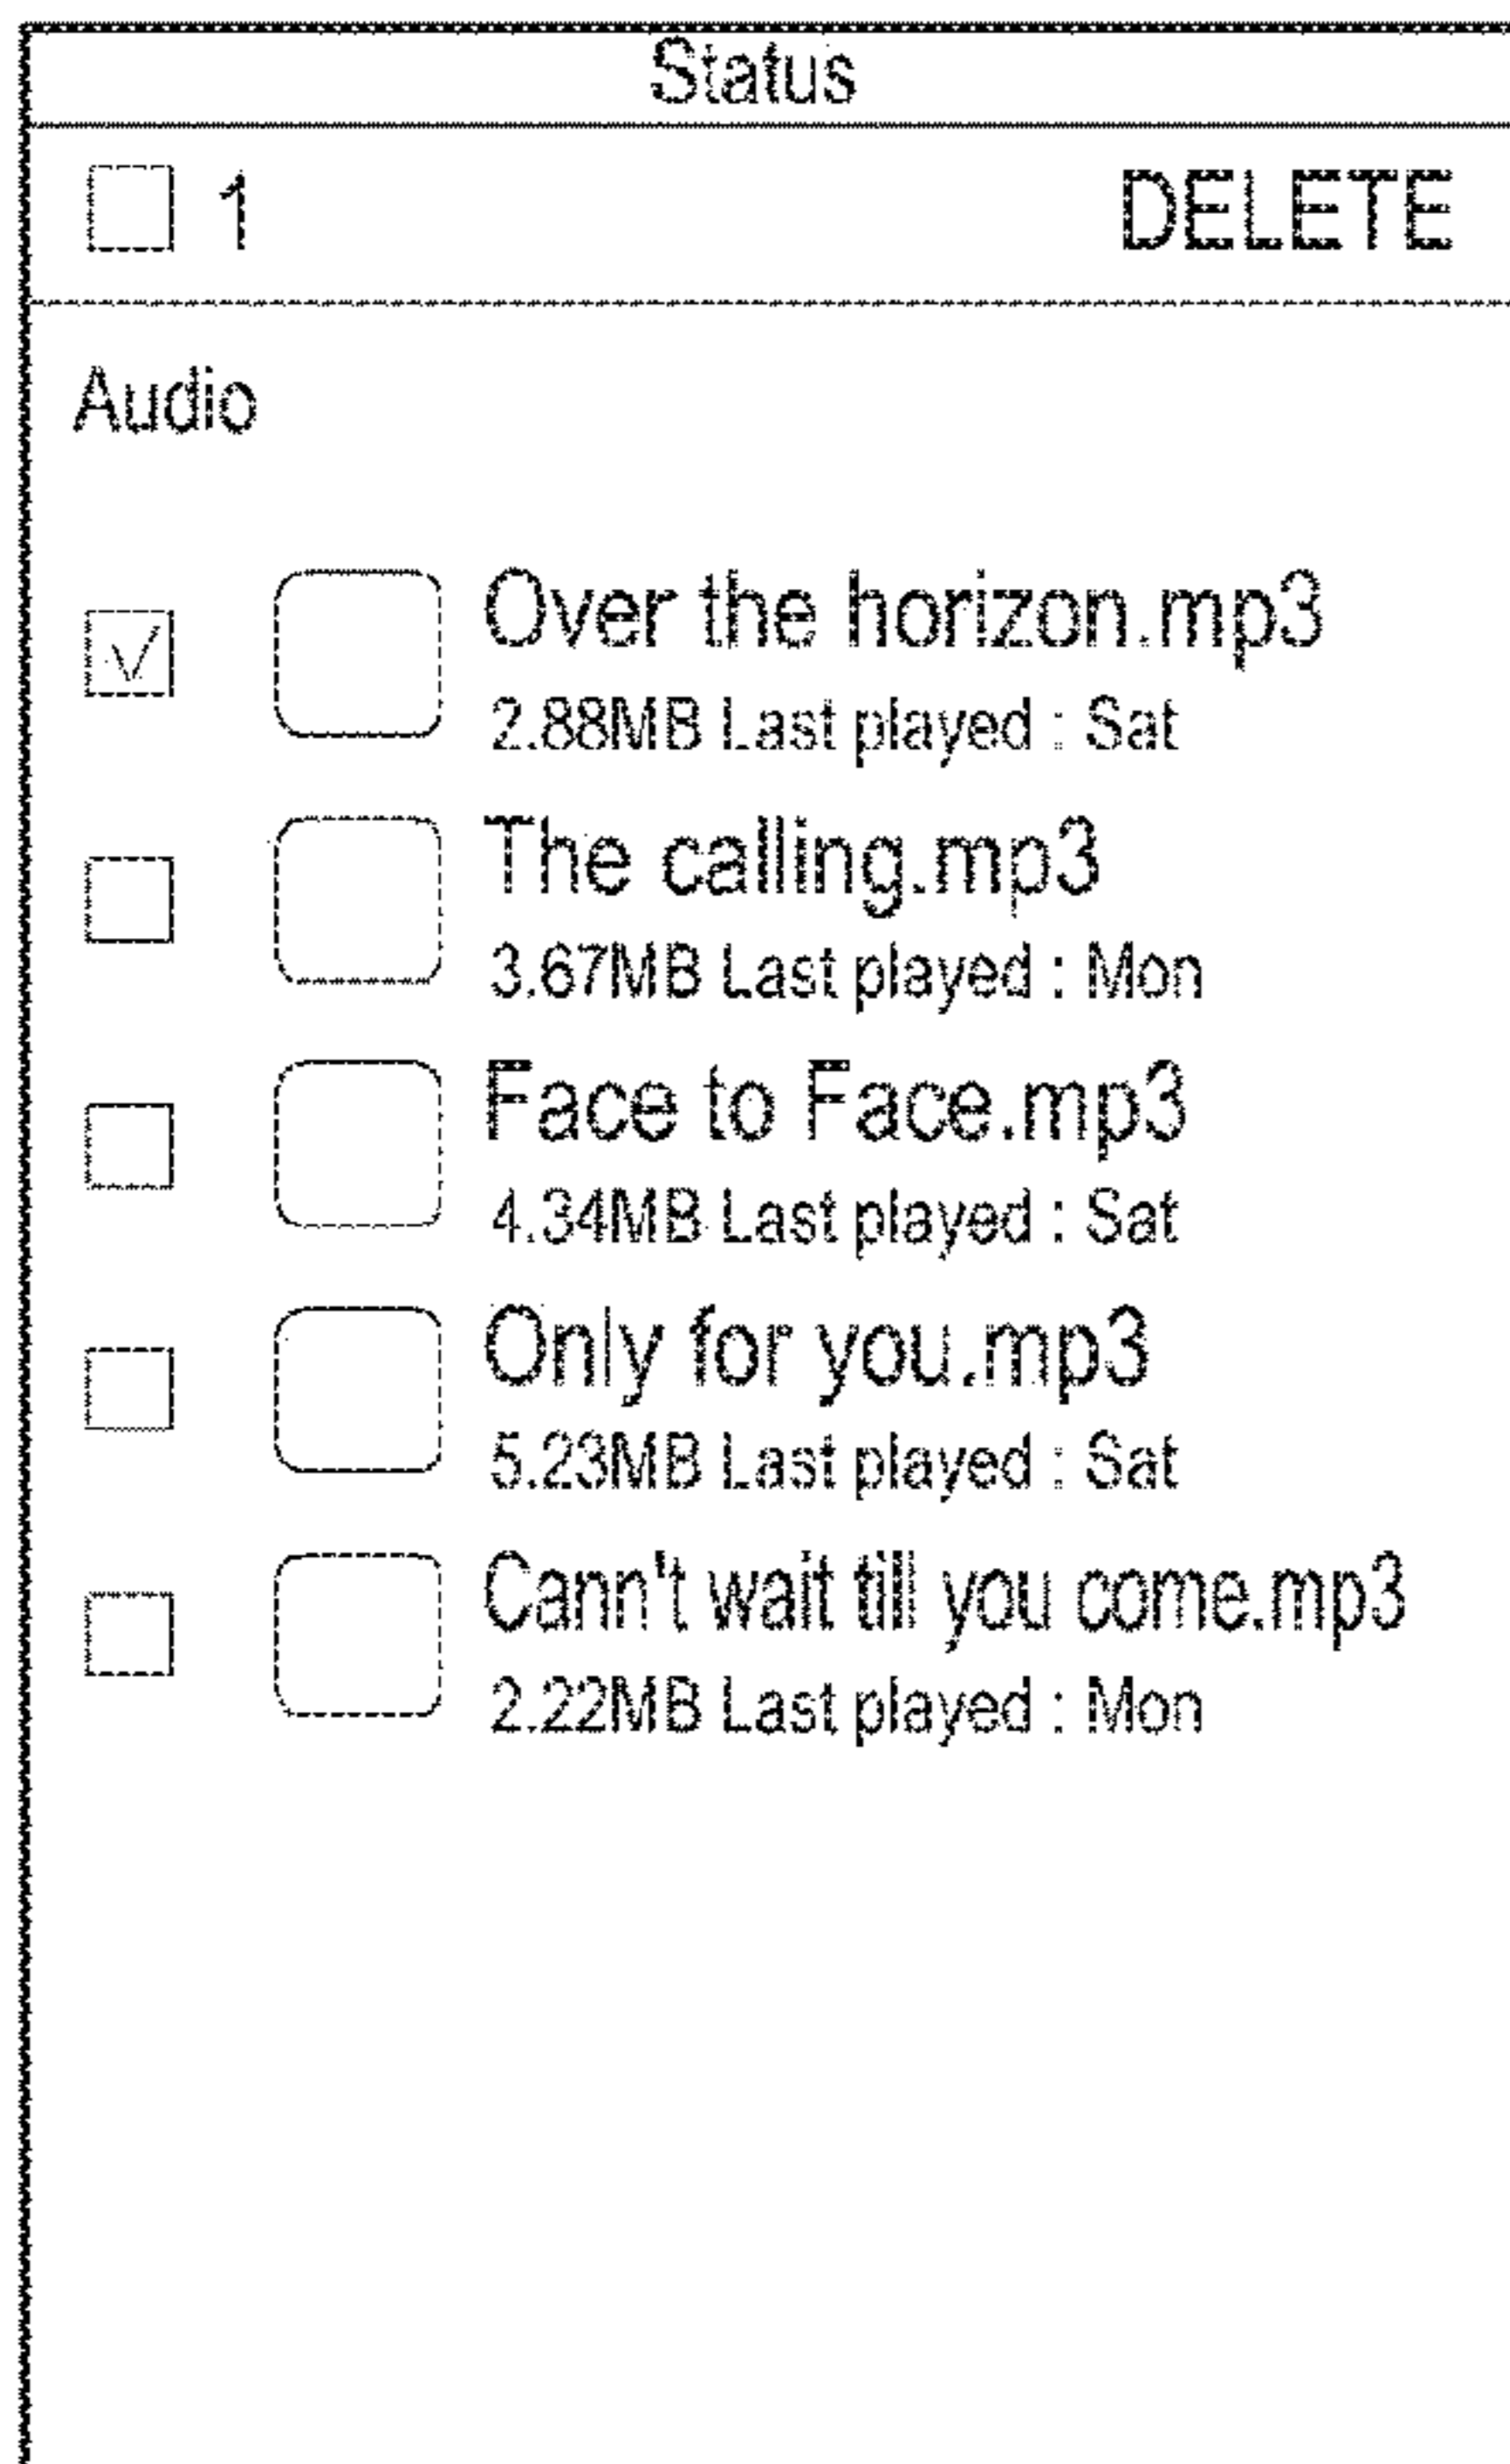 Status
1 DELETE
Audio
Over the horizon.mp3
2.88MB Last played : Sat
The calling.mp3
3.67MB Last played : Mon
Face to Face.mp3
4.34MB Last played : Sat
Only for you.mp3
5.23MB Last played : Sat
Cann't wait till you come.mp3
2.22MB Last played : Mon